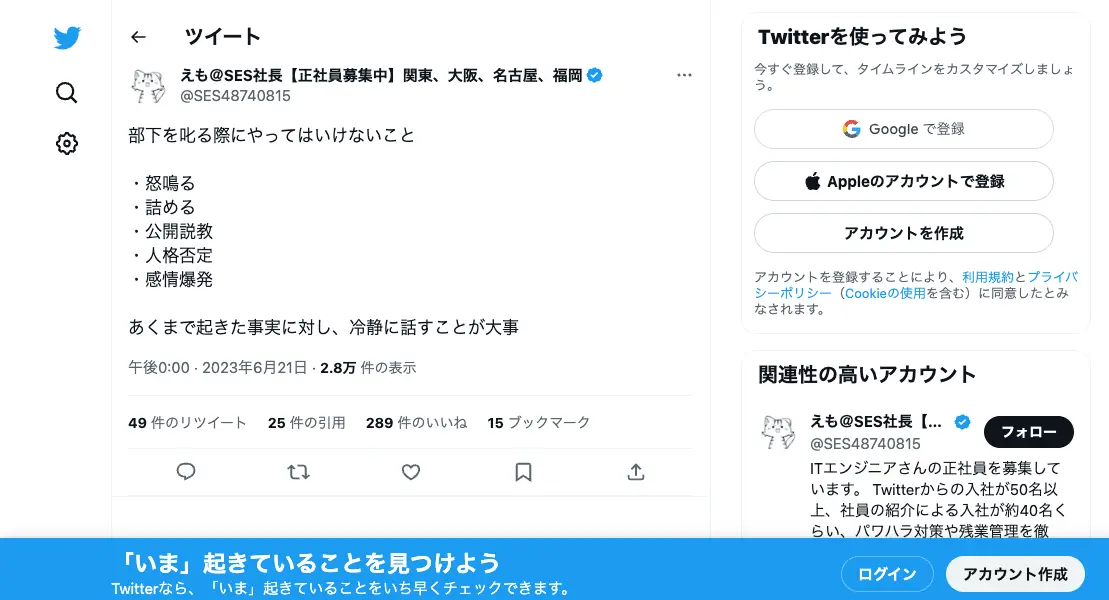 ツイート
えも＠SES社長【正社員募集中】関東、大阪、名古屋、福岡
@SES48740815
部下を叱る際にやってはいけないこと
・怒鳴る
・詰める
・公開説教
・人格否定
・感情爆発
あくまで起きた事実に対し、冷静に話すことが大事
午後0:00 · 2023年6月21日 · 2.8万 件の表示
49 件のリツイート 25 件の引用 289 件のいいね 15 ブックマーク
Twitterを使ってみよう
今すぐ登録して、タイムラインをカスタマイズしましょ
う。
Google で登録
Appleのアカウントで登録
アカウントを作成
アカウントを登録することにより、利用規約とプライバ
シーポリシー（Cookieの使用を含む）に同意したとみ
なされます。
関連性の高いアカウント
えも＠SES社長【...
@SES48740815
フォロー
ITエンジニアさんの正社員を募集して
います。 Twitterからの入社が50名以
上、社員の紹介による入社が約40名く
らい、パワハラ対策や残業管理を徹
「いま」起きていることを見つけよう
Twitterなら、「いま」起きていることをいち早くチェックできます。
ログイン
アカウント作成